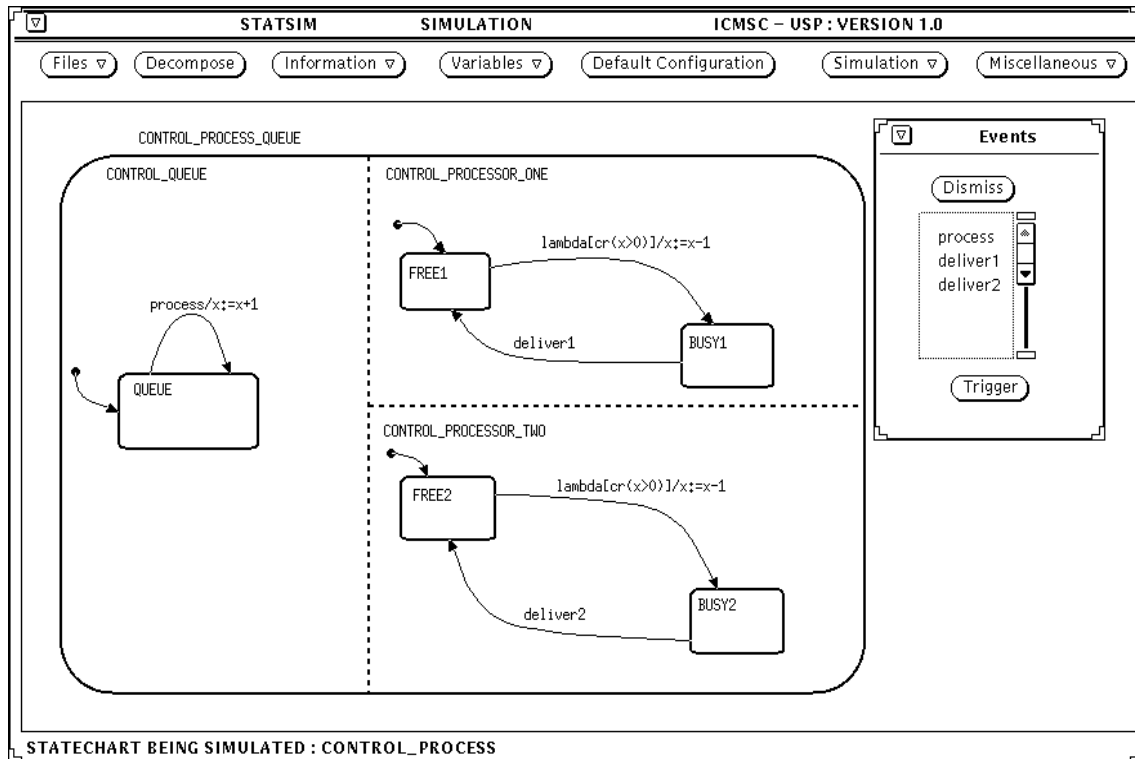 STATSIM SIMULATION ICMSC – USP : VERSION 1.0
Files Decompose Information Variables Default Configuration Simulation Miscellaneous
CONTROL_PROCESS_QUEUE
CONTROL_QUEUE
process/x:=x+1
QUEUE
CONTROL_PROCESSOR_ONE
FREE1
lambda[cr(x>0)]/x:=x-1
deliver1
BUSY1
CONTROL_PROCESSOR_TWO
FREE2
lambda[cr(x>0)]/x:=x-1
deliver2
BUSY2
Events
Dismiss
process
deliver1
deliver2
Trigger
STATECHART BEING SIMULATED : CONTROL_PROCESS